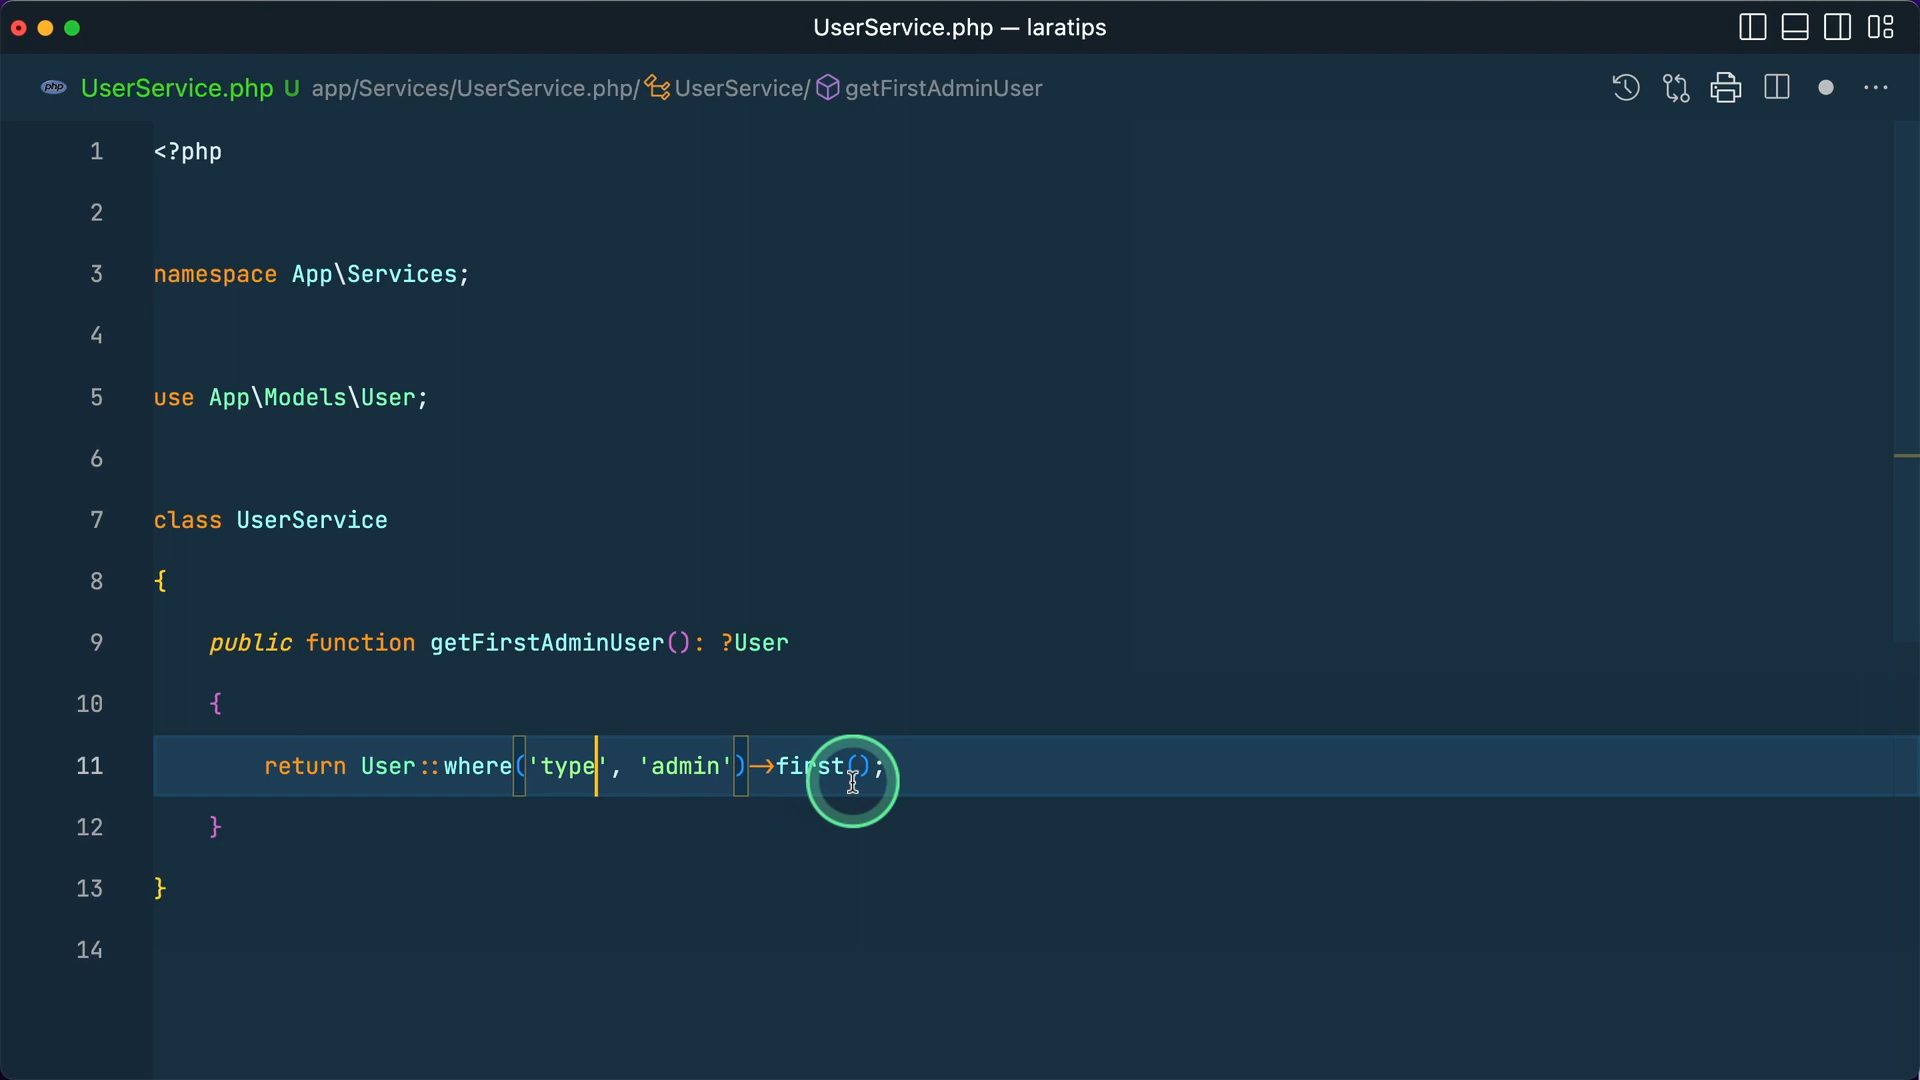 UserService.php — laratips
php UserService.php U app/Services/UserService.php/ UserService/ getFirstAdminUser
1 <?php
2
3 namespace App\Services;
4
5 use App\Models\User;
6
7 class UserService
8 {
9 public function getFirstAdminUser(): ?User
10 {
11 return User::where('type', 'admin')->first();
12 }
13 }
14